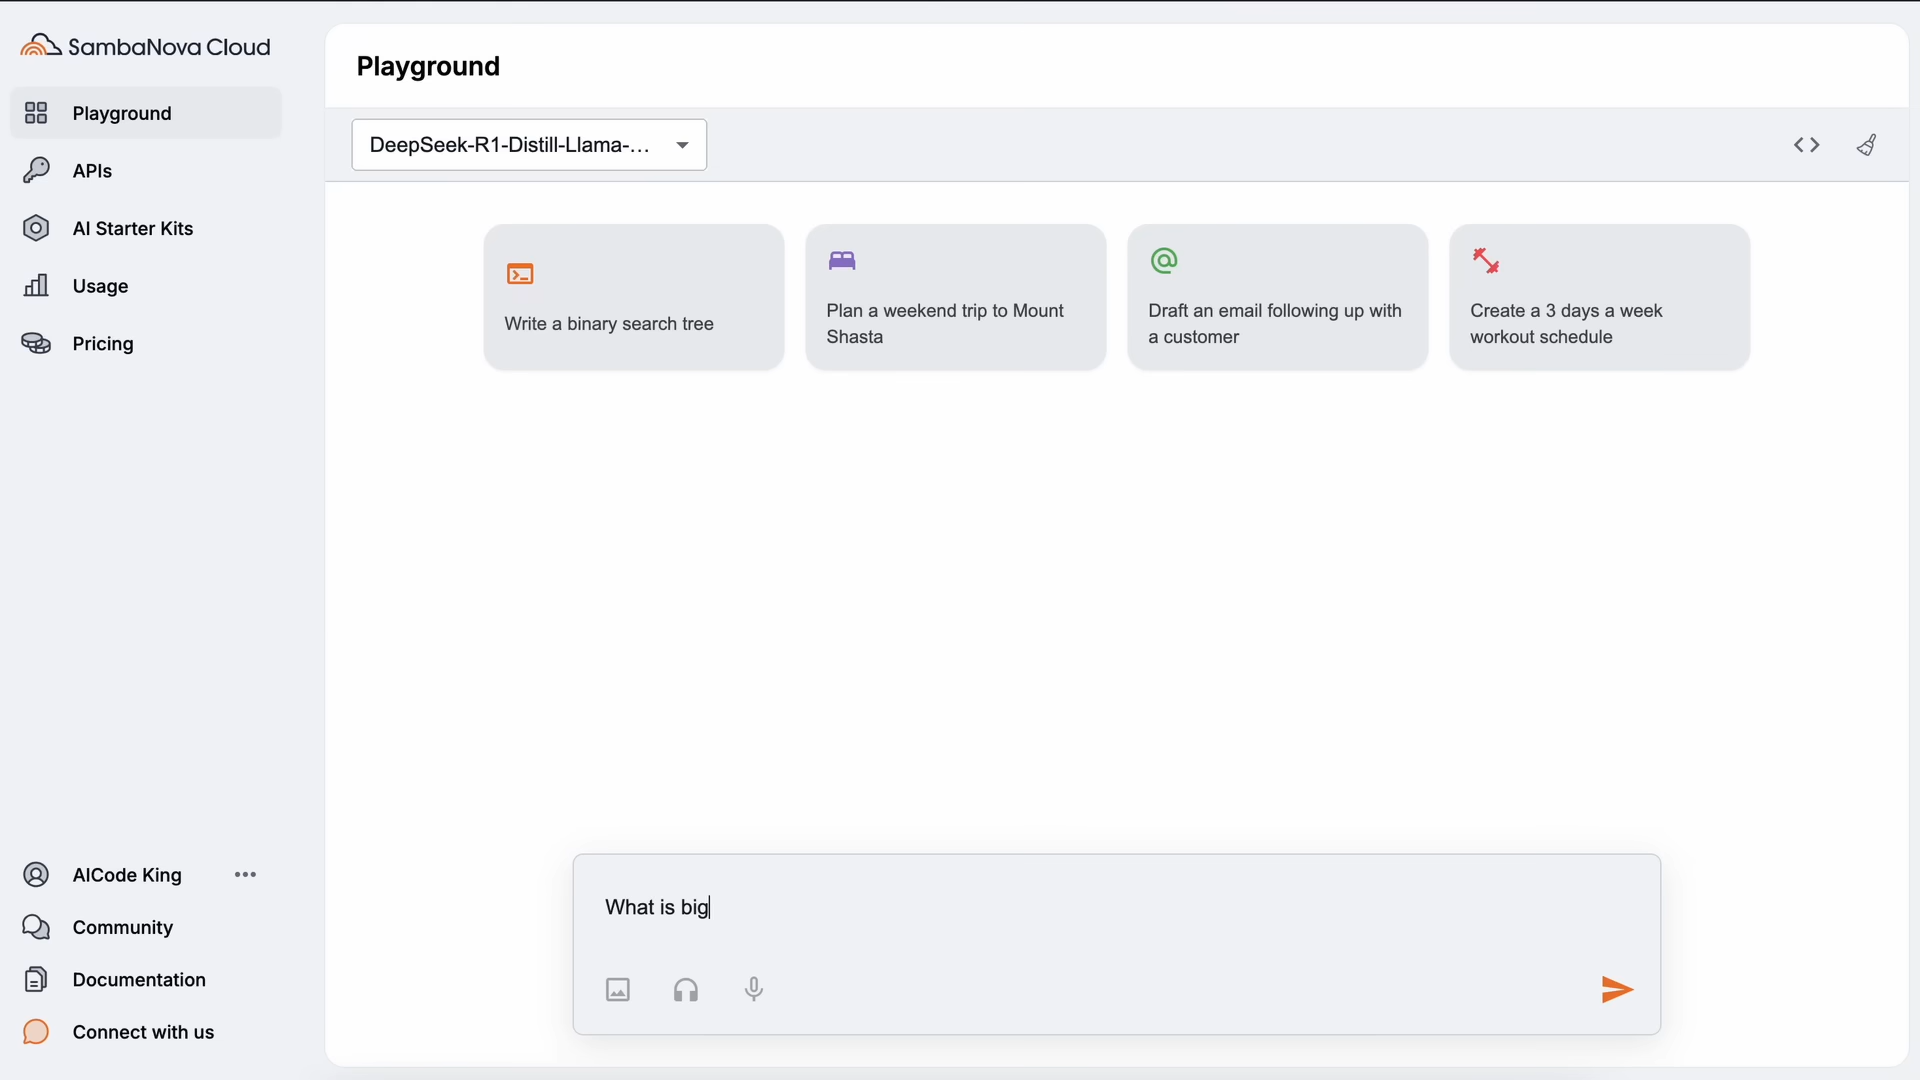 SambaNova Cloud
Playground
APIs
AI Starter Kits
Usage
Pricing
AICode King
Community
Documentation
Connect with us
Playground
DeepSeek-R1-Distill-Llama-...
Write a binary search tree
Plan a weekend trip to Mount
Shasta
Draft an email following up with
a customer
Create a 3 days a week
workout schedule
What is big